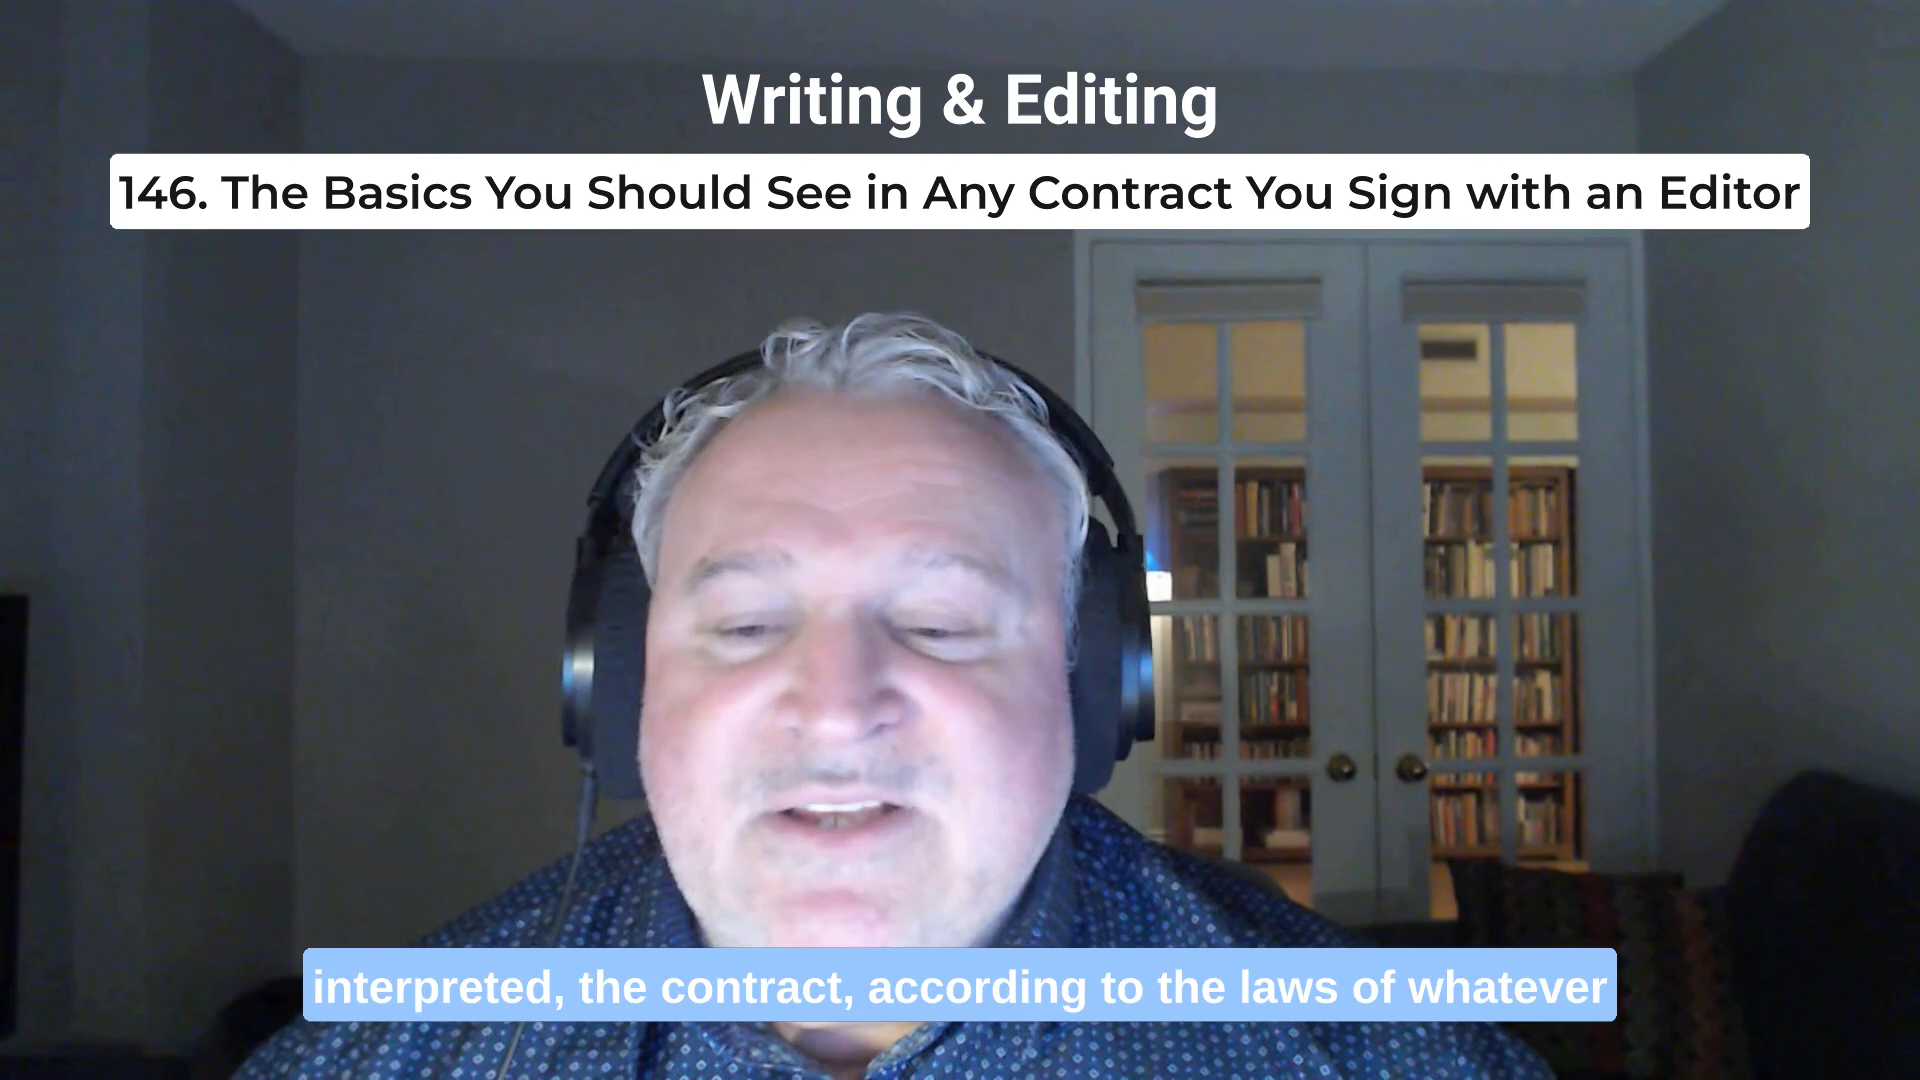 Writing & Editing
146. The Basics You Should See in Any Contract You Sign with an Editor
interpreted, the contract, according to the laws of whatever